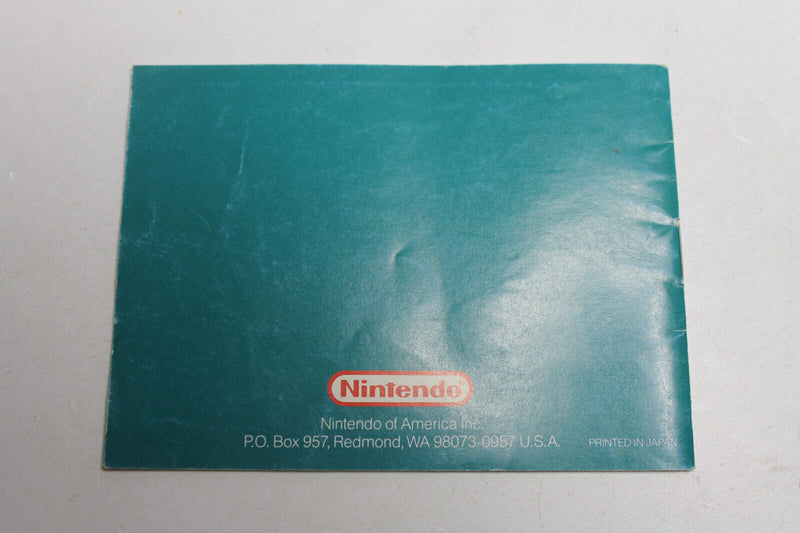 Nintendo
Nintendo of America Inc.
P.O. Box 957, Redmond, WA 98073-0957 U.S.A.
PRINTED IN JAPAN